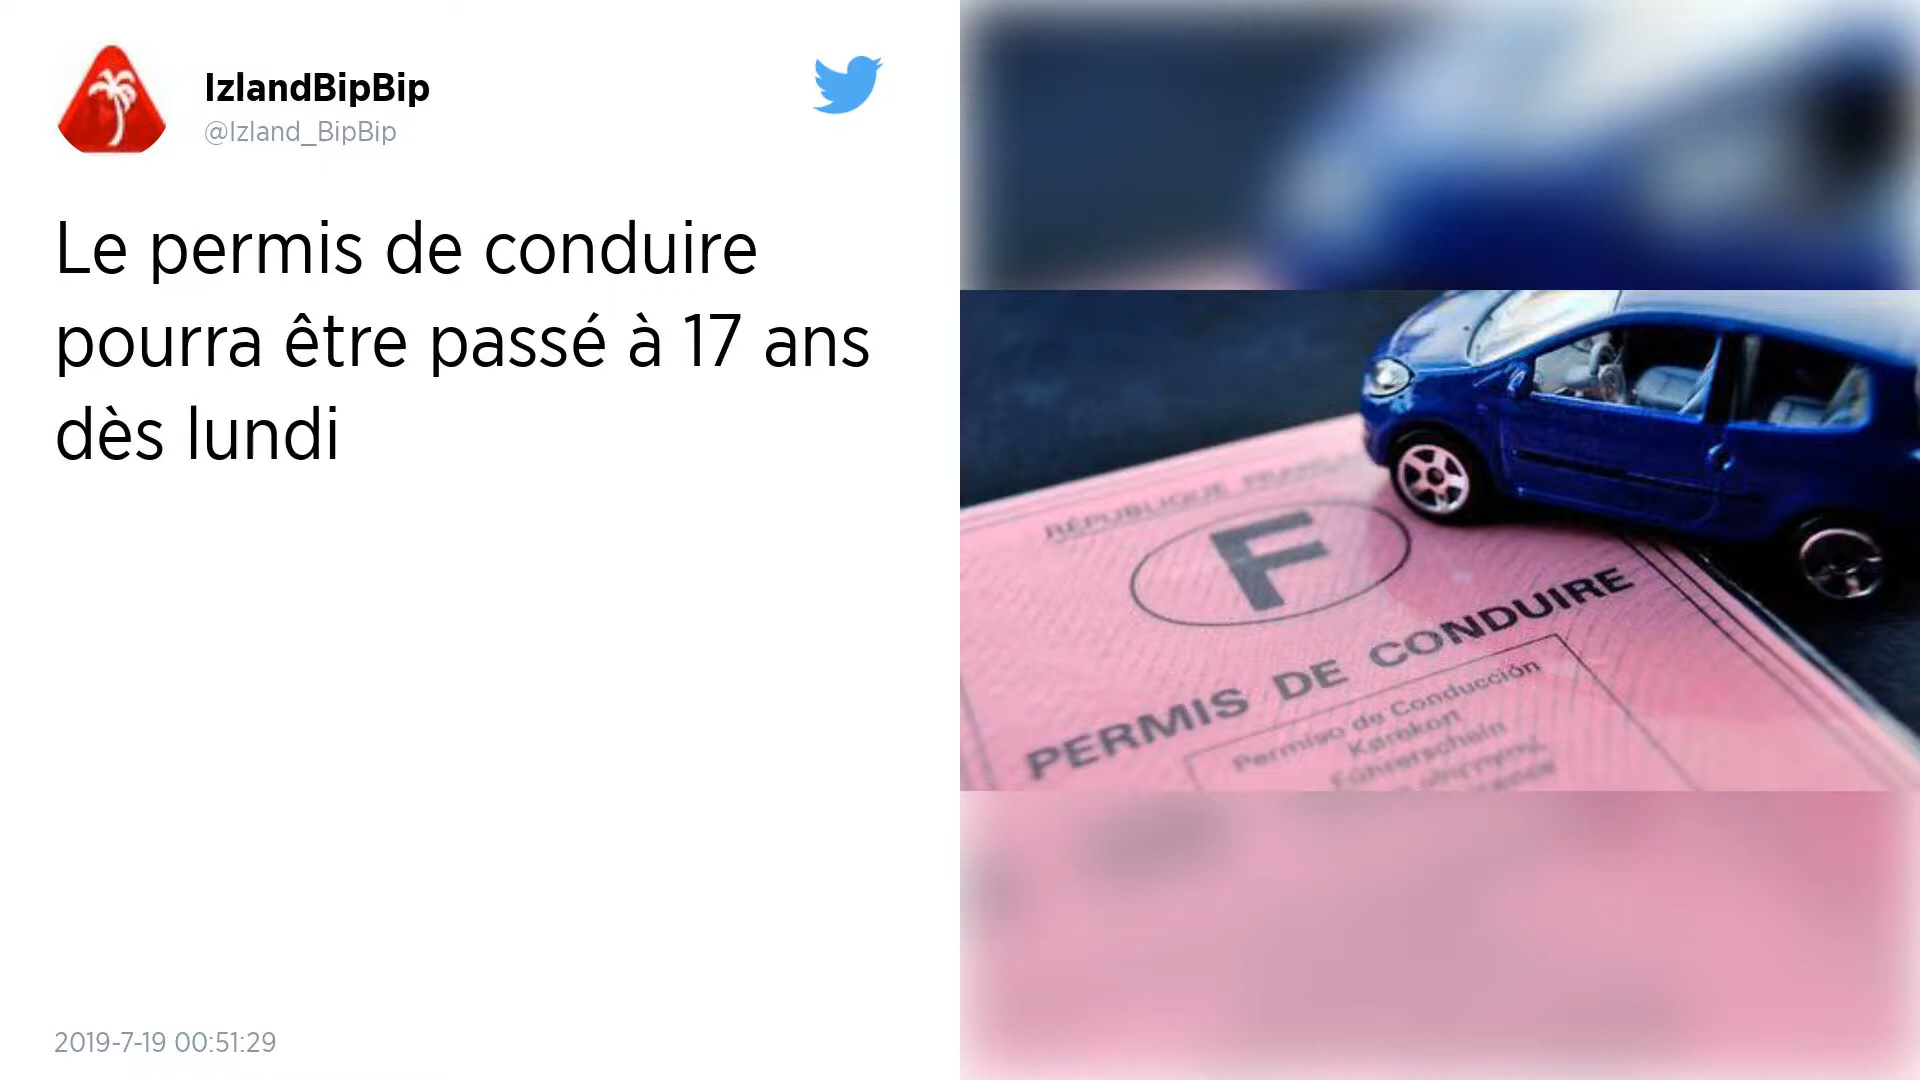 IzlandBipBip
@Izland_BipBip
Le permis de conduire
pourra être passé à 17 ans
dès lundi
2019-7-19 00:51:29
RÉPUBLIQUE FRANÇ
F
PERMIS DE CONDUIRE
Permiso de Conducción
Kørekort
Führerschein